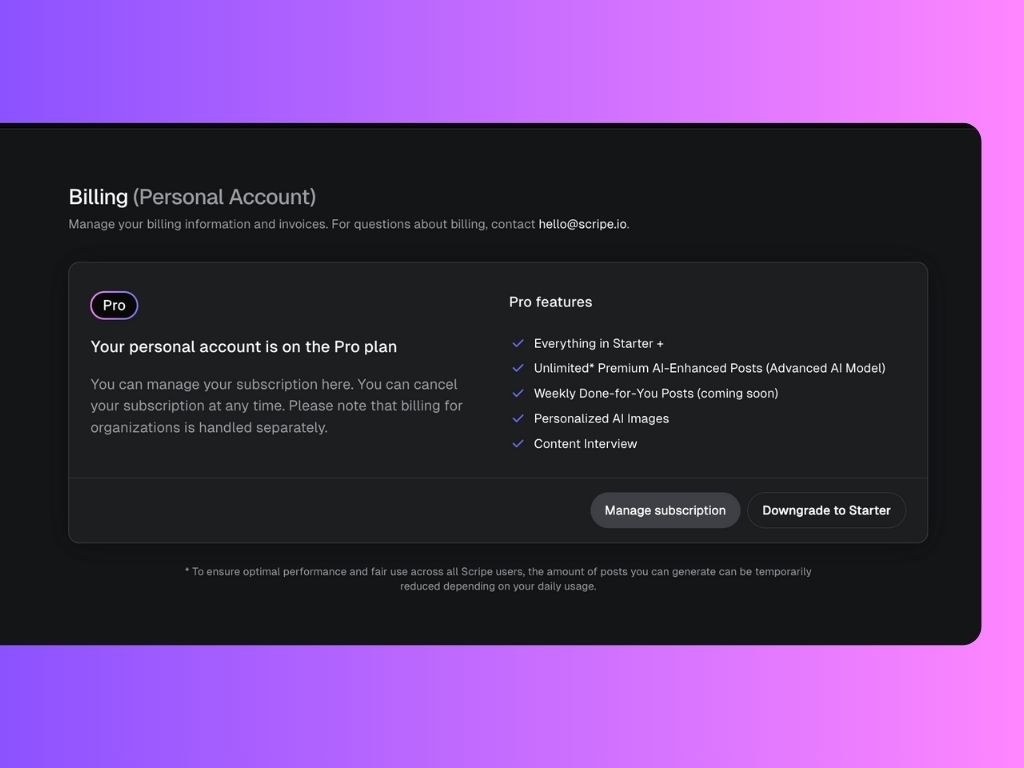 Billing (Personal Account)
Manage your billing information and invoices. For questions about billing, contact hello@scripe.io.
Pro
Your personal account is on the Pro plan
You can manage your subscription here. You can cancel
your subscription at any time. Please note that billing for
organizations is handled separately.
Pro features
Everything in Starter +
Unlimited* Premium AI-Enhanced Posts (Advanced AI Model)
Weekly Done-for-You Posts (coming soon)
Personalized AI Images
Content Interview
Manage subscription
Downgrade to Starter
* To ensure optimal performance and fair use across all Scripe users, the amount of posts you can generate can be temporarily
reduced depending on your daily usage.